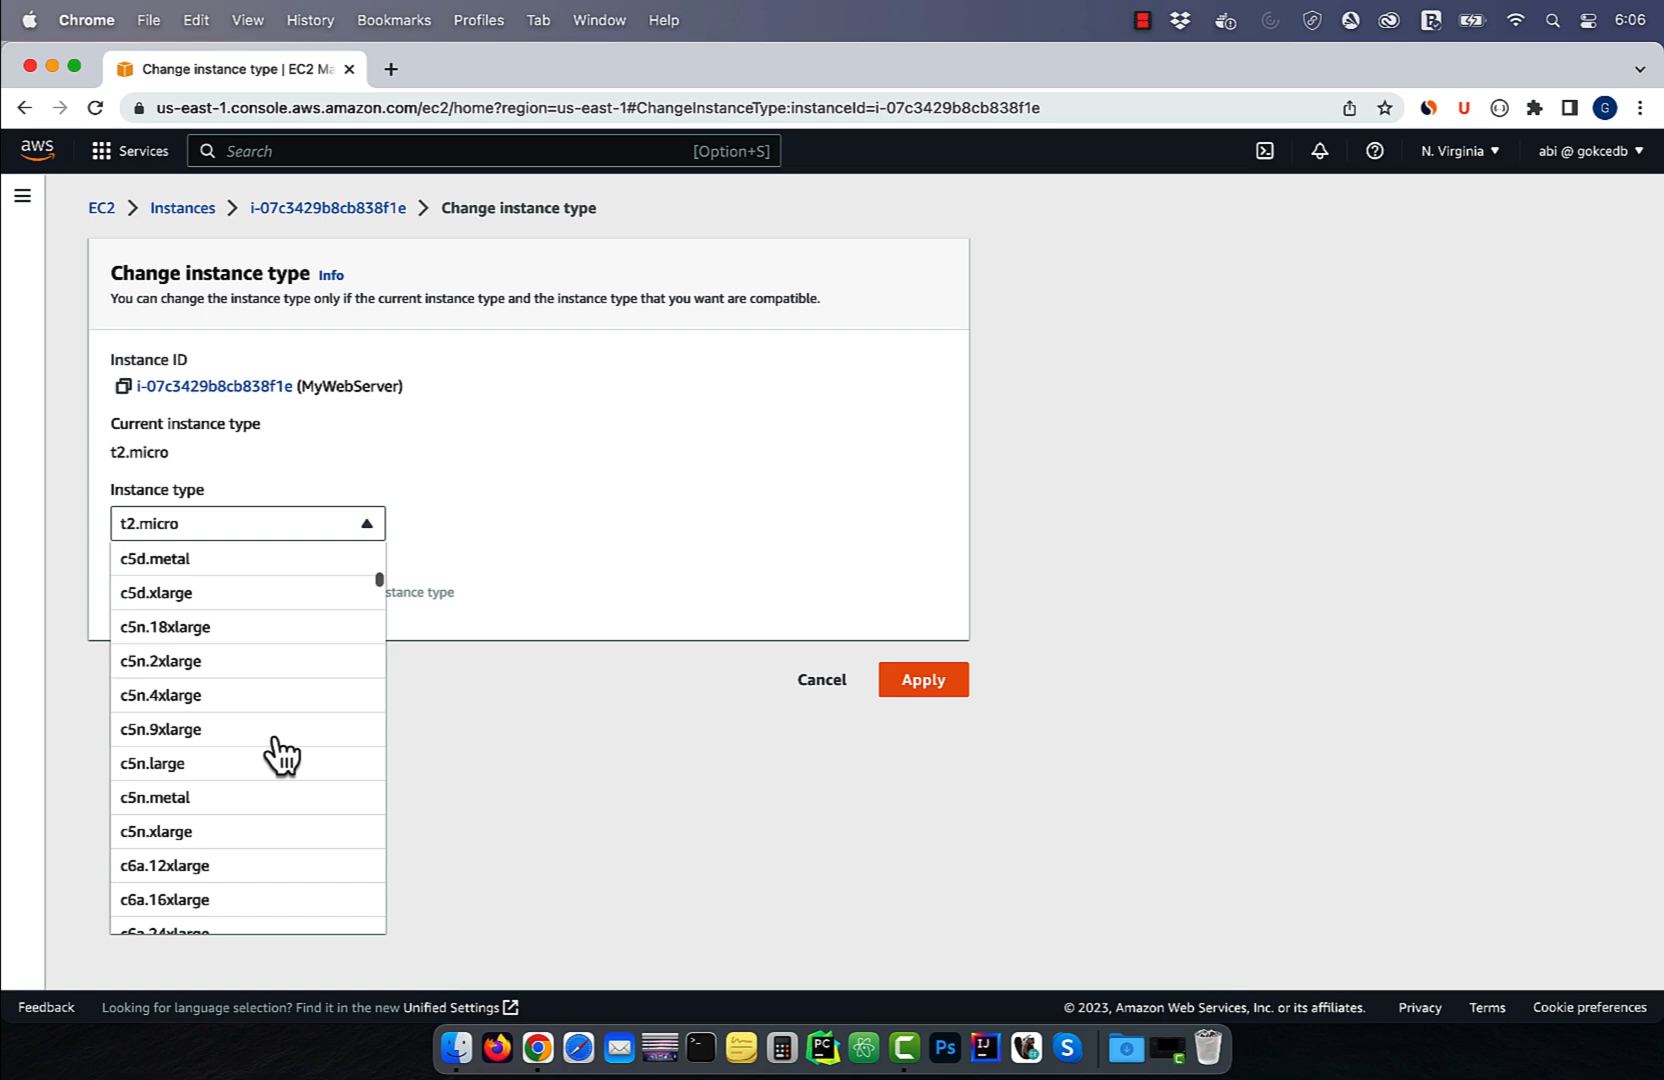 Chrome File Edit View History Bookmarks Profiles Tab Window Help 6:06
Change instance type | EC2 Ma
us-east-1.console.aws.amazon.com/ec2/home?region=us-east-1#ChangeInstanceType:instanceId=i-07c3429b8cb838f1e U G
aws Services Search [Option+S] N. Virginia abi @ gokcedb
EC2 > Instances > i-07c3429b8cb838f1e > Change instance type
Change instance type Info
You can change the instance type only if the current instance type and the instance type that you want are compatible.
Instance ID
i-07c3429b8cb838f1e (MyWebServer)
Current instance type
t2.micro
Instance type
t2.micro
c5d.metal
c5d.xlarge
stance type
c5n.18xlarge
c5n.2xlarge
Cancel Apply
c5n.4xlarge
c5n.9xlarge
c5n.large
c5n.metal
c5n.xlarge
c6a.12xlarge
c6a.16xlarge
c6a.24xlarge
Feedback Looking for language selection? Find it in the new Unified Settings © 2023, Amazon Web Services, Inc. or its affiliates. Privacy Terms Cookie preferences
PC C Ps IJ S C